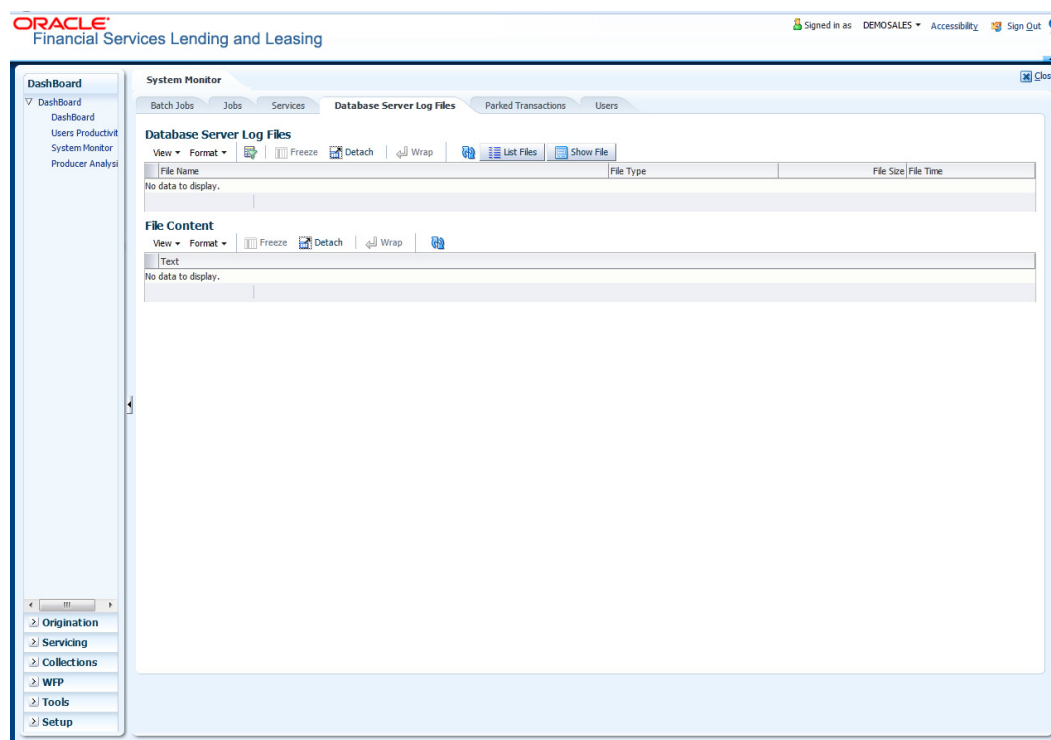 ORACLE
Financial Services Lending and Leasing
Signed in as DEMOSALES Accessibility Sign Out
DashBoard
DashBoard
DashBoard
Users Productivit
System Monitor
Producer Analysi
Origination
Servicing
Collections
WFP
Tools
Setup
System Monitor
Clos
Batch Jobs Jobs Services Database Server Log Files Parked Transactions Users
Database Server Log Files
View Format Freeze Detach Wrap List Files Show File
File Name File Type File Size File Time
No data to display.
File Content
View Format Freeze Detach Wrap
Text
No data to display.